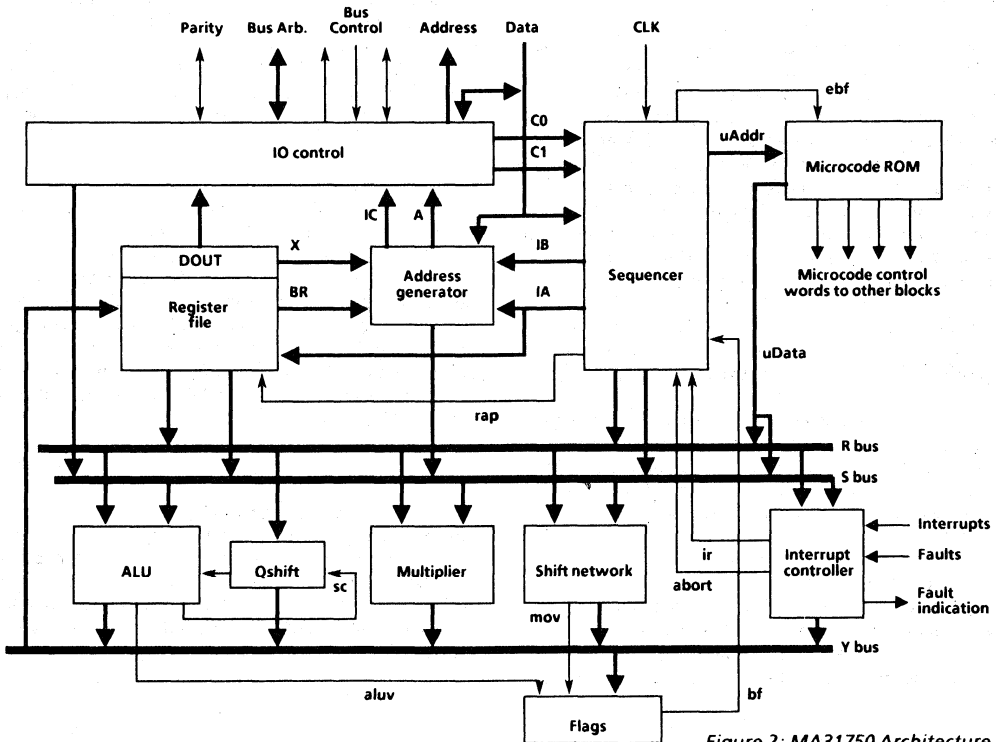 Parity
Bus Arb.
Bus
Control
Address
Data
CLK
ebf
IO control
C0
C1
uAddr
Microcode ROM
IC
A
X
DOUT
Register
file
BR
Address
generator
IB
IA
Sequencer
Microcode control
words to other blocks
uData
rap
R bus
S bus
ALU
Qshift
sc
Multiplier
Shift network
mov
ir
abort
Interrupt
controller
Interrupts
Faults
Fault
indication
Y bus
aluv
bf
Flags
Figure 2: MA31750 Architecture